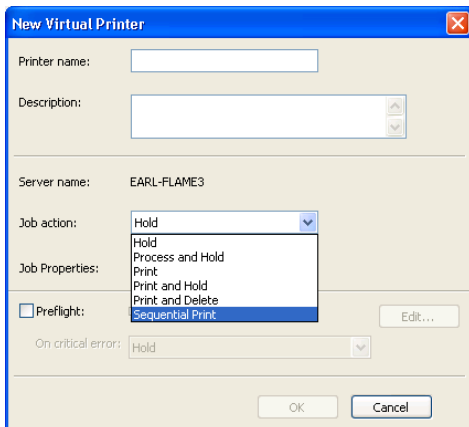 New Virtual Printer
Printer name:
Description:
Server name: EARL-FLAME3
Job action: Hold
Hold
Process and Hold
Job Properties: Print
Print and Hold
Print and Delete
Preflight: Sequential Print Edit...
On critical error: Hold
OK Cancel